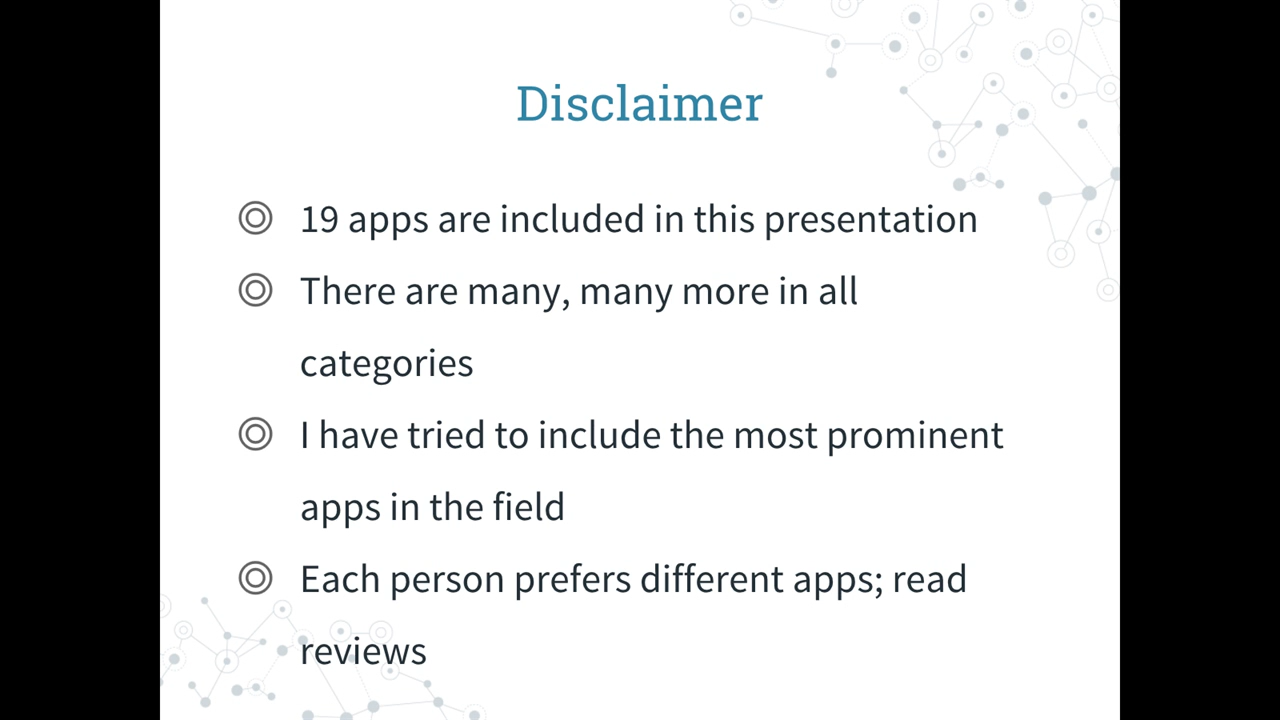 Disclaimer
19 apps are included in this presentation
There are many, many more in all
categories
I have tried to include the most prominent
apps in the field
Each person prefers different apps; read
reviews